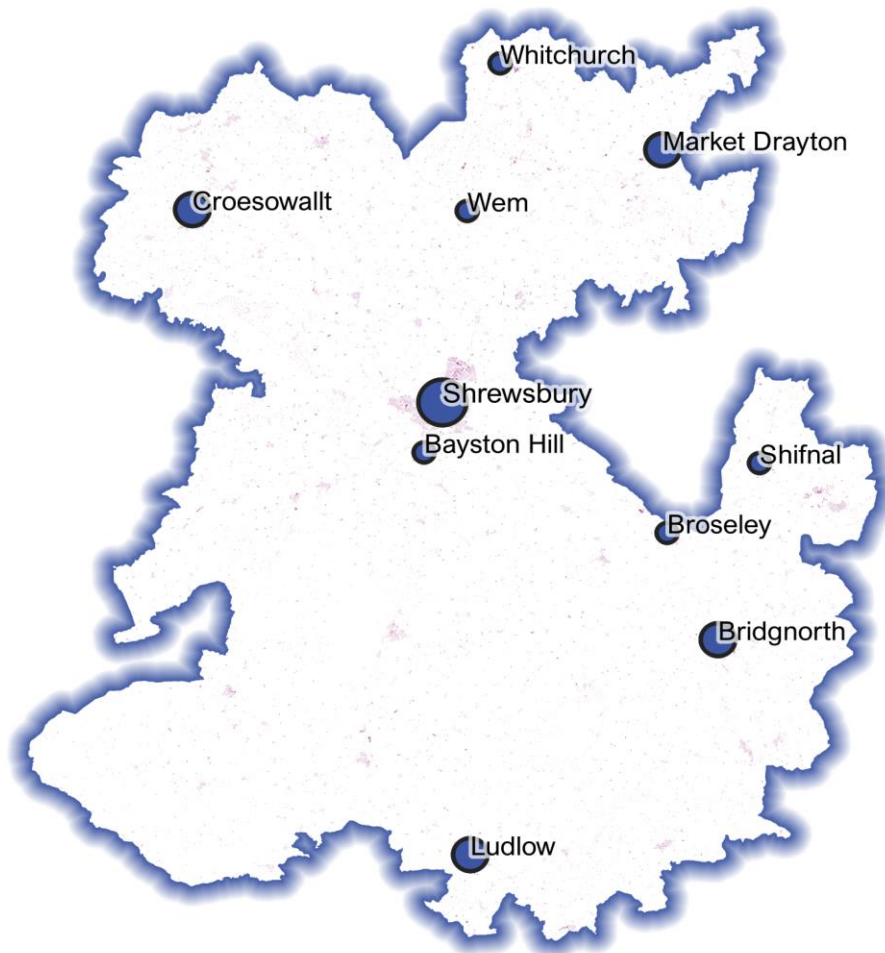 Whitchurch
Market Drayton
Croesowallt
Wem
Shrewsbury
Bayston Hill
Shifnal
Broseley
Bridgnorth
Ludlow